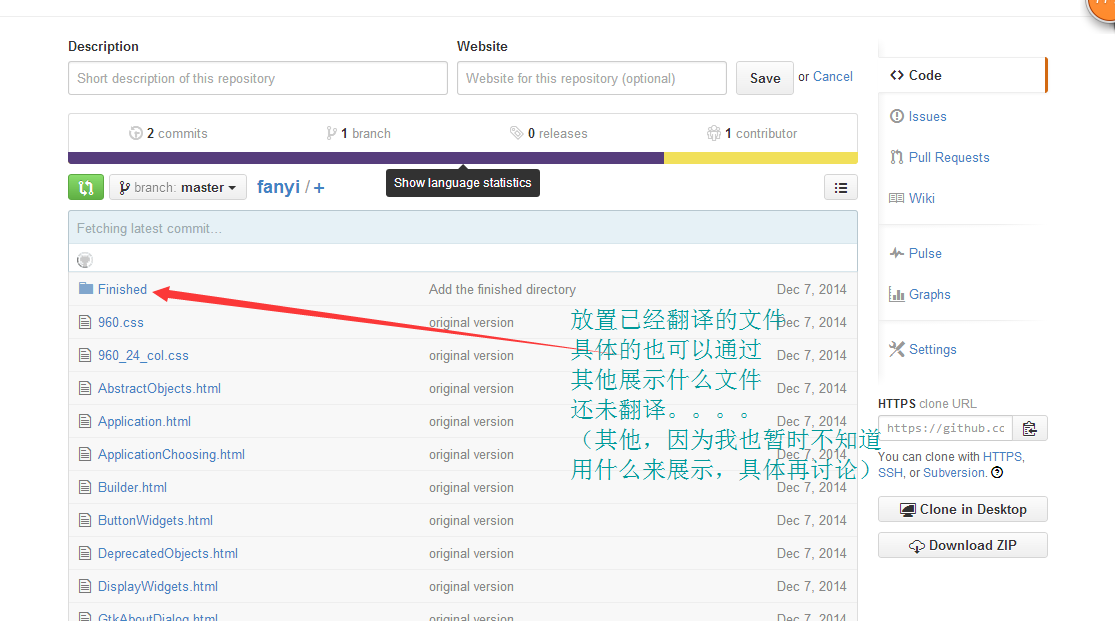 Description
Website
Short description of this repository
Website for this repository (optional)
Save
or Cancel
2 commits
1 branch
0 releases
1 contributor
Show language statistics
branch: master
fanyi / +
Fetching latest commit…
Finished
Add the finished directory
Dec 7, 2014
960.css
original version
Dec 7, 2014
960_24_col.css
original version
Dec 7, 2014
AbstractObjects.html
original version
Dec 7, 2014
Application.html
original version
Dec 7, 2014
ApplicationChoosing.html
original version
Dec 7, 2014
Builder.html
original version
Dec 7, 2014
ButtonWidgets.html
original version
Dec 7, 2014
DeprecatedObjects.html
original version
Dec 7, 2014
DisplayWidgets.html
original version
Dec 7, 2014
GtkAboutDialog.html
original version
Dec 7, 2014
放置已经翻译的文件
具体的也可以通过
其他展示什么文件
还未翻译。。。。
（其他，因为我也暂时不知道
用什么来展示，具体再讨论）
Code
Issues
Pull Requests
Wiki
Pulse
Graphs
Settings
HTTPS clone URL
https://github.cc
You can clone with HTTPS,
SSH, or Subversion.
Clone in Desktop
Download ZIP